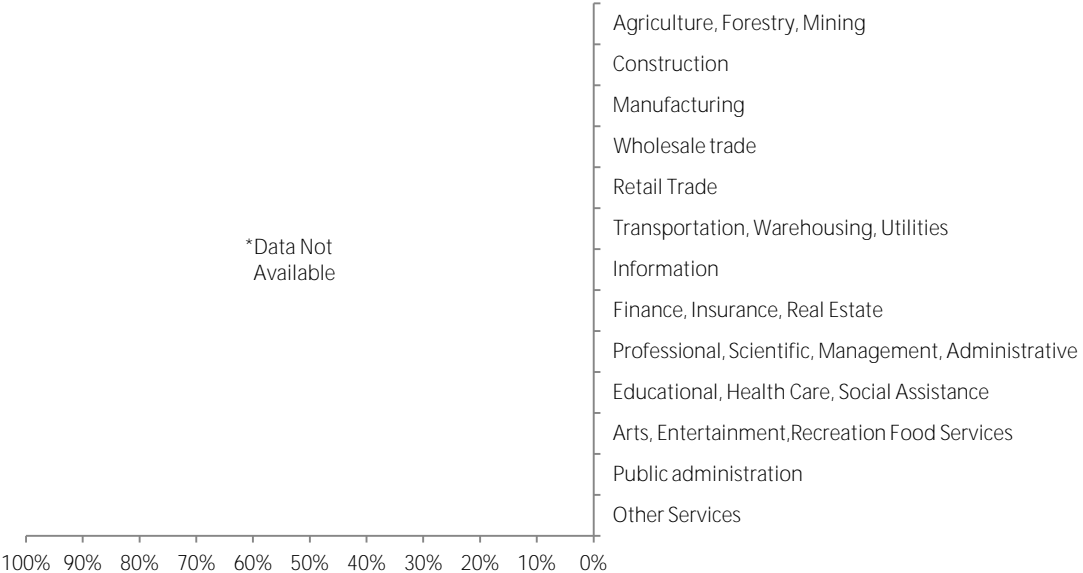 Agriculture, Forestry, Mining
Construction
Manufacturing
Wholesale trade
Retail Trade
Transportation, Warehousing, Utilities
*Data Not
Available
Information
Finance, Insurance, Real Estate
Professional, Scientific, Management, Administrative
Educational, Health Care, Social Assistance
Arts, Entertainment,Recreation Food Services
Public administration
Other Services
100% 90% 80% 70% 60% 50% 40% 30% 20% 10% 0%